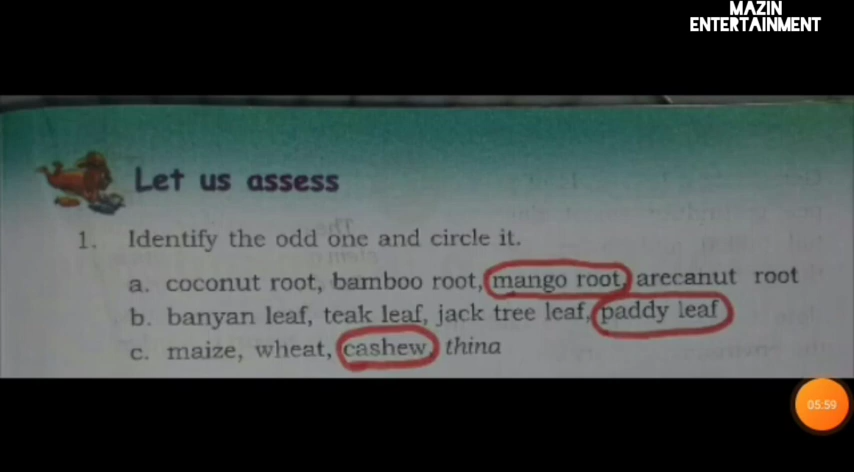 MAZIN
ENTERTAINMENT
Let us assess
1. Identify the odd one and circle it.
a. coconut root, bamboo root, mango root, arecanut root
b. banyan leaf, teak leaf, jack tree leaf, paddy leaf
c. maize, wheat, cashew, thina
05:59